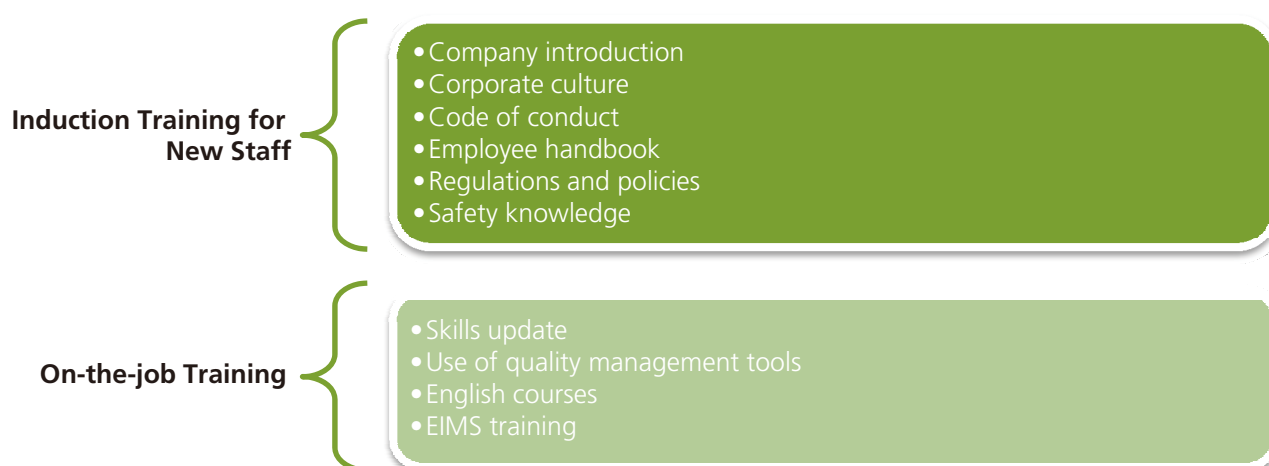 Induction Training for
New Staff
•Company introduction
•Corporate culture
•Code of conduct
•Employee handbook
•Regulations and policies
•Safety knowledge
On-the-job Training
•Skills update
•Use of quality management tools
•English courses
•EIMS training